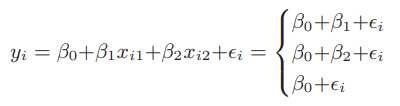 yᵢ = β₀+β₁xᵢ₁+β₂xᵢ₂+ϵᵢ = { β₀+β₁+ϵᵢ
β₀+β₂+ϵᵢ
β₀+ϵᵢ